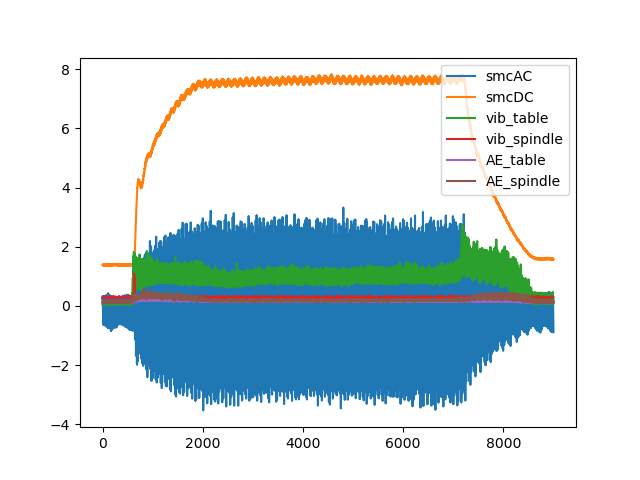 8
6
4
2
0
−2
−4
0
2000
4000
6000
8000
smcAC
smcDC
vib_table
vib_spindle
AE_table
AE_spindle